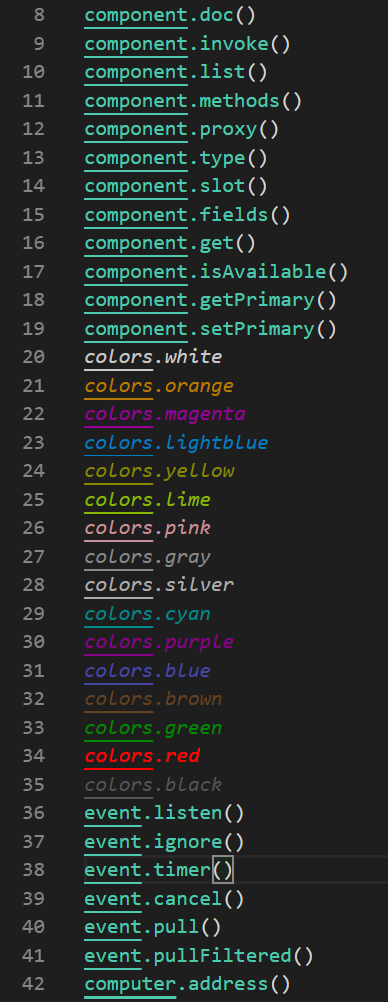 8 component.doc()
9 component.invoke()
10 component.list()
11 component.methods()
12 component.proxy()
13 component.type()
14 component.slot()
15 component.fields()
16 component.get()
17 component.isAvailable()
18 component.getPrimary()
19 component.setPrimary()
20 colors.white
21 colors.orange
22 colors.magenta
23 colors.lightblue
24 colors.yellow
25 colors.lime
26 colors.pink
27 colors.gray
28 colors.silver
29 colors.cyan
30 colors.purple
31 colors.blue
32 colors.brown
33 colors.green
34 colors.red
35 colors.black
36 event.listen()
37 event.ignore()
38 event.timer()
39 event.cancel()
40 event.pull()
41 event.pullFiltered()
42 computer.address()